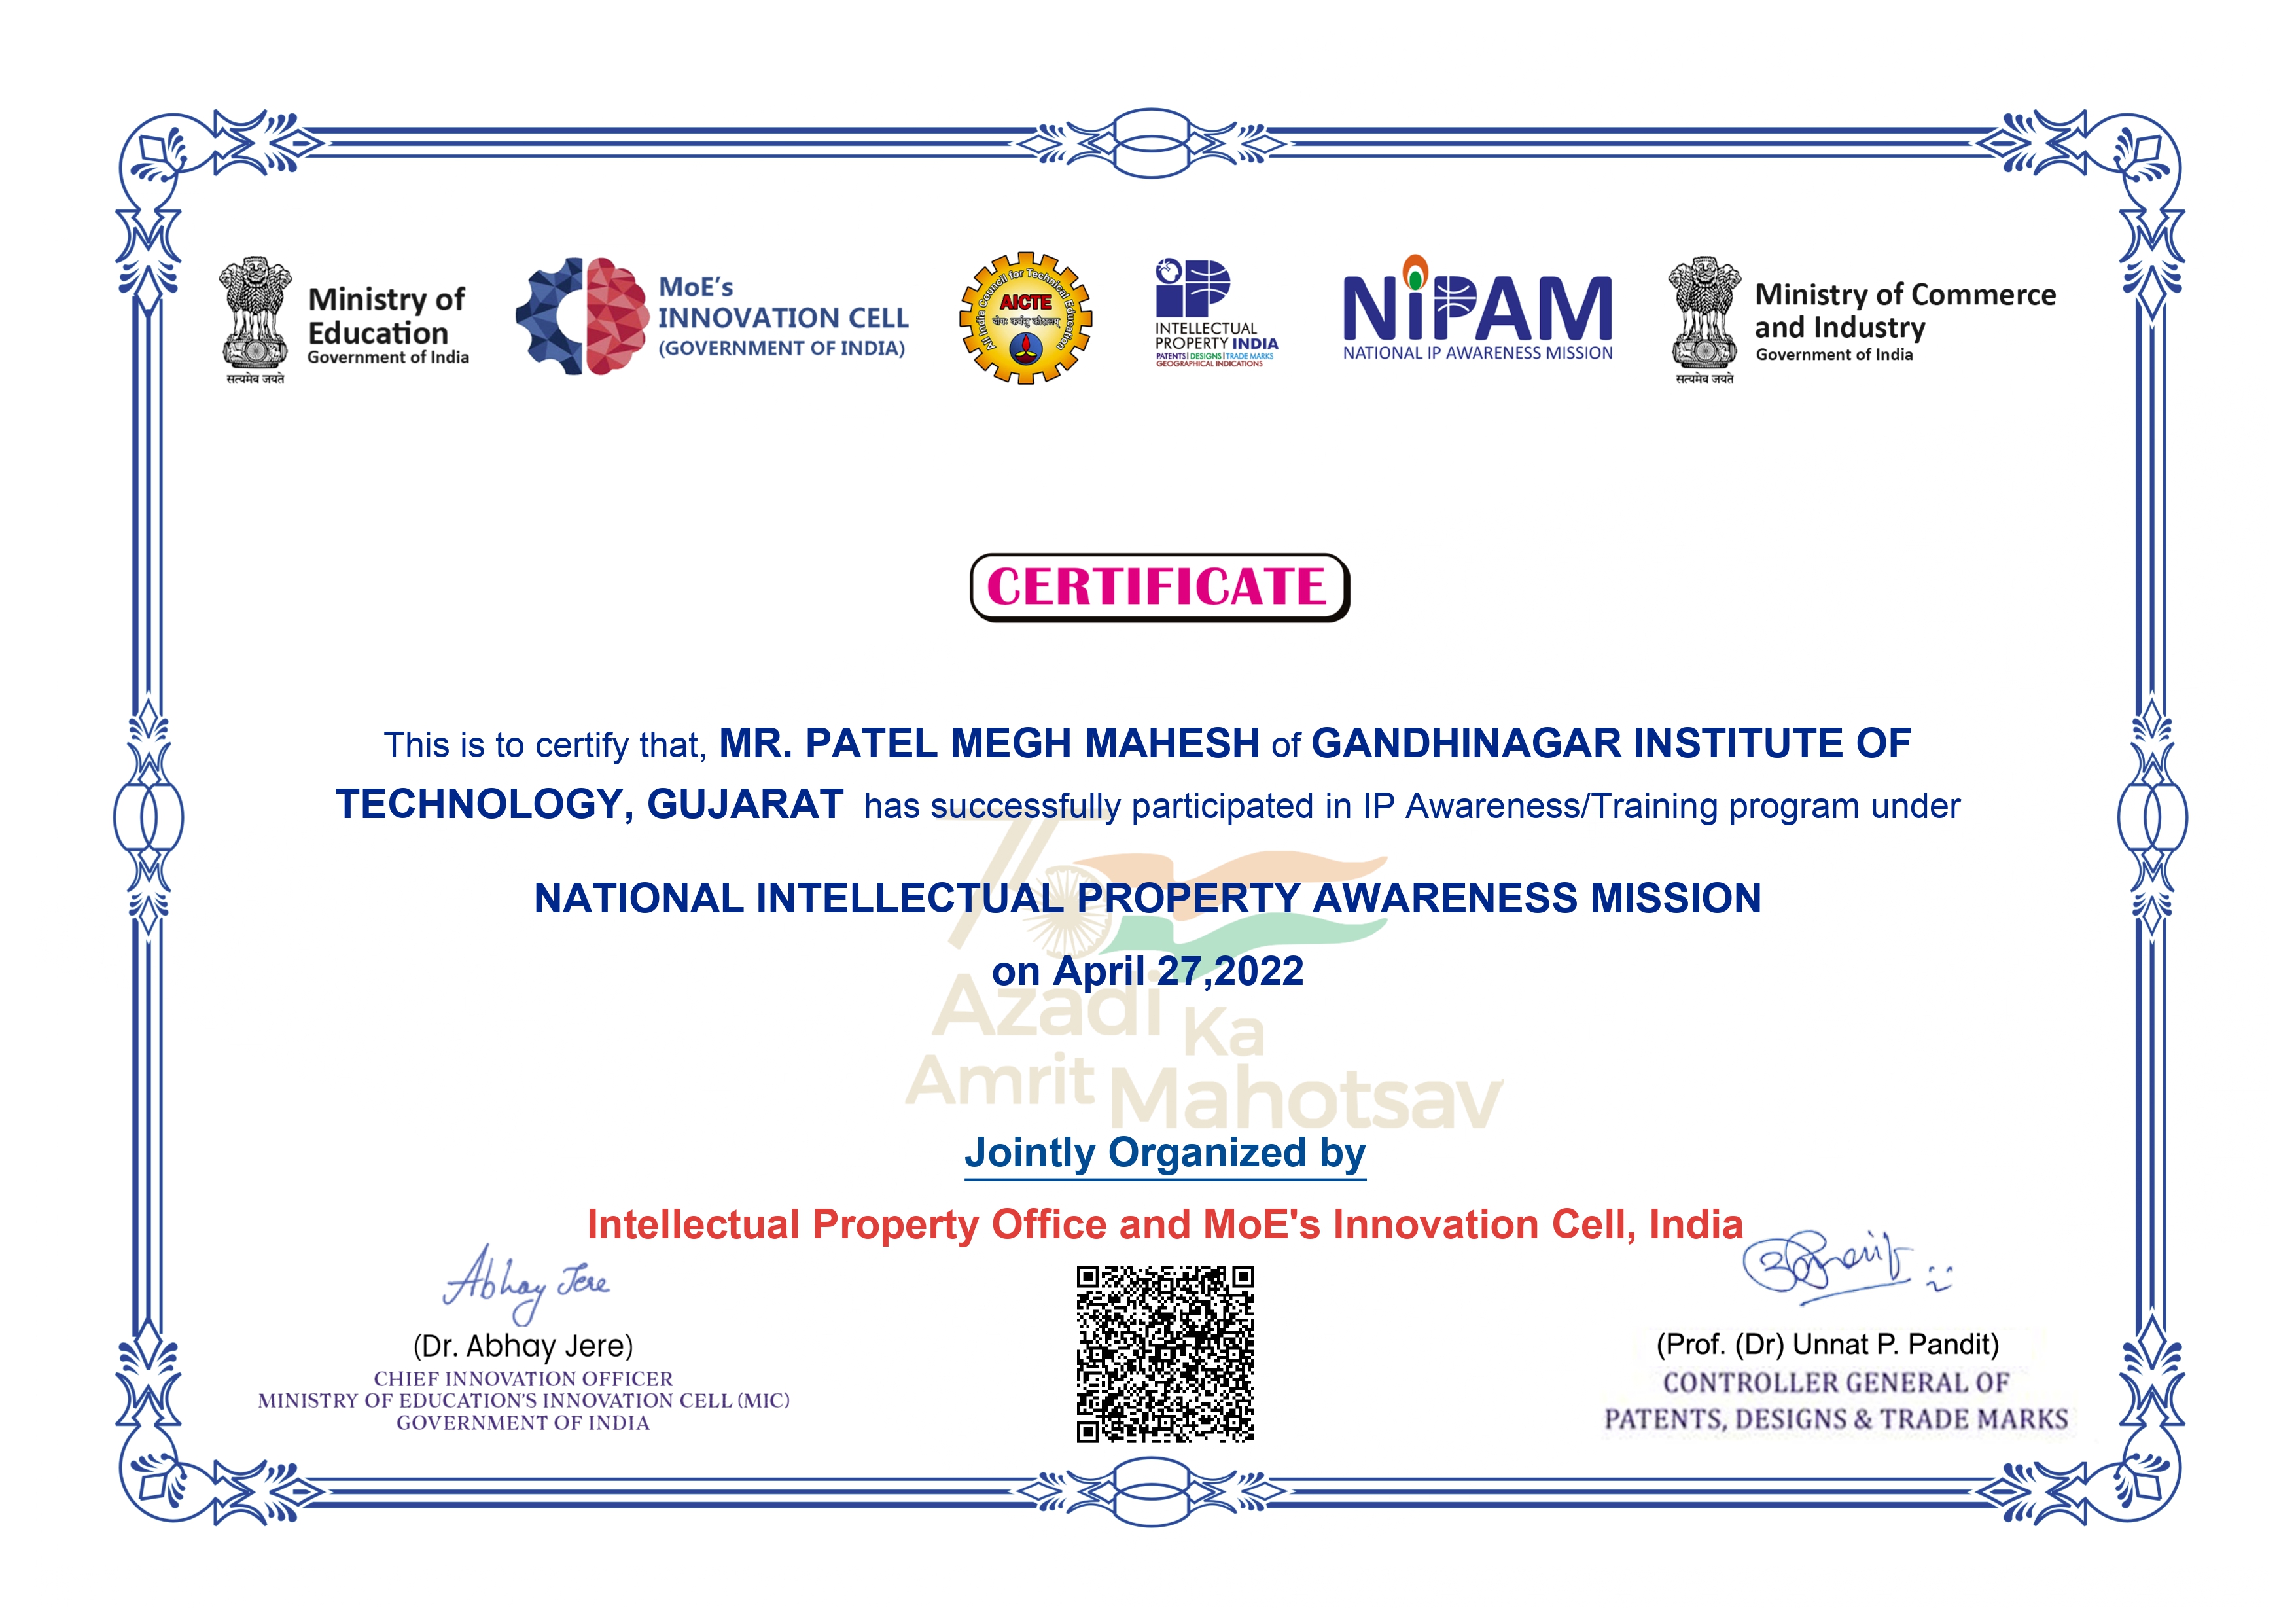 Ministry of
Education
Government of India
सत्यमेव जयते
MoE's
INNOVATION CELL
(GOVERNMENT OF INDIA)
All India Council for Technical Education
AICTE
योगः कर्मसु कौशलम्
INTELLECTUAL
PROPERTY INDIA
PATENTS | DESIGNS | TRADE MARKS
GEOGRAPHICAL INDICATIONS
NiPAM
NATIONAL IP AWARENESS MISSION
Ministry of Commerce
and Industry
Government of India
सत्यमेव जयते
CERTIFICATE
This is to certify that, MR. PATEL MEGH MAHESH of GANDHINAGAR INSTITUTE OF
TECHNOLOGY, GUJARAT has successfully participated in IP Awareness/Training program under
NATIONAL INTELLECTUAL PROPERTY AWARENESS MISSION
on April 27,2022
75
Azadi Ka
Amrit Mahotsav
Jointly Organized by
Intellectual Property Office and MoE's Innovation Cell, India
Abhay Jere
(Dr. Abhay Jere)
CHIEF INNOVATION OFFICER
MINISTRY OF EDUCATION'S INNOVATION CELL (MIC)
GOVERNMENT OF INDIA
(Prof. (Dr) Unnat P. Pandit)
CONTROLLER GENERAL OF
PATENTS, DESIGNS & TRADE MARKS